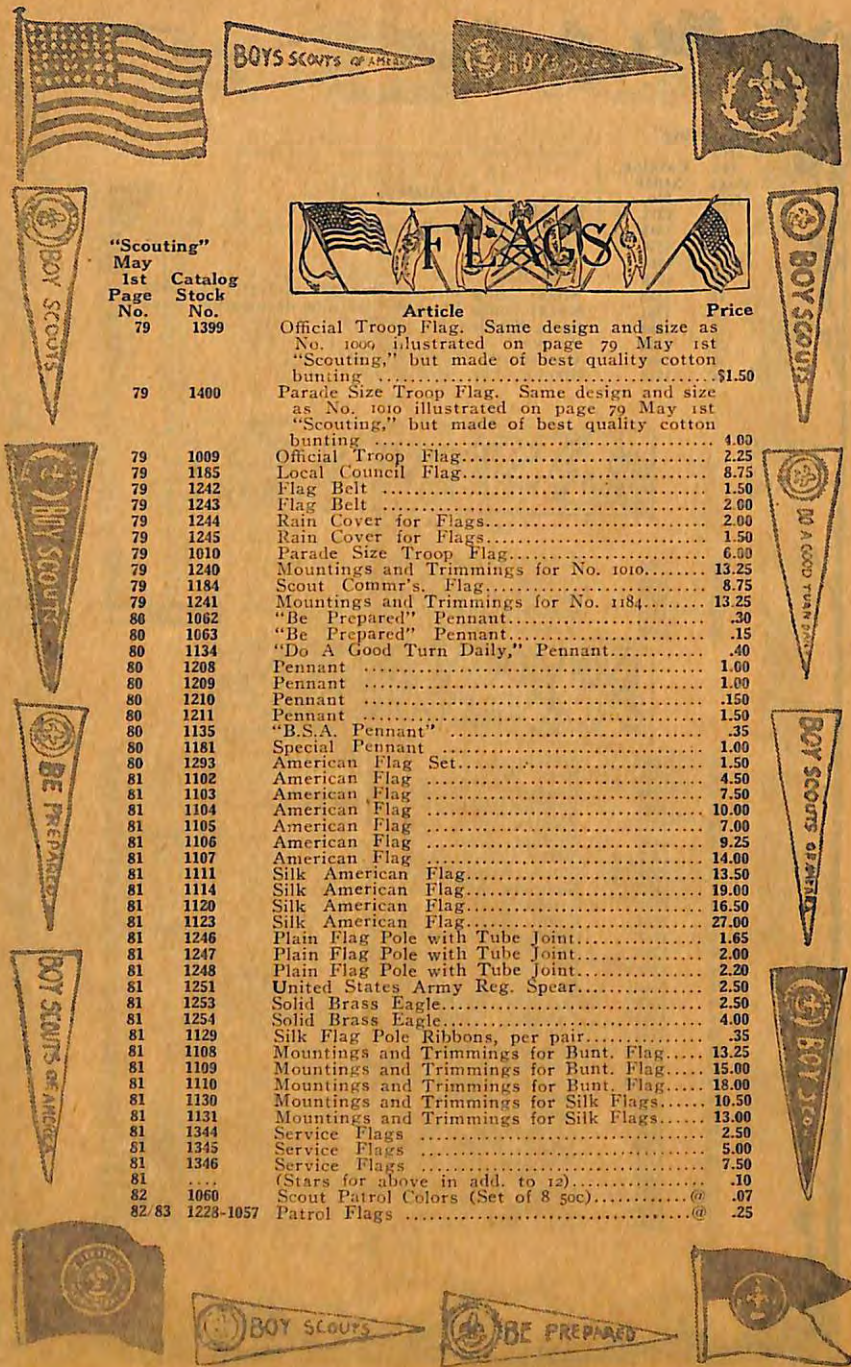 BOYS SCOUTS OF AMERICA
BOY SCOUTS
FLAGS
"Scouting"
May
1st Catalog
Page Stock
No. No. Article Price
79 1399 Official Troop Flag. Same design and size as
No. 1009 illustrated on page 79 May 1st
"Scouting," but made of best quality cotton
bunting ........ $1.50
79 1400 Parade Size Troop Flag. Same design and size
as No. 1010 illustrated on page 79 May 1st
"Scouting," but made of best quality cotton
bunting ........ 4.00
79 1009 Official Troop Flag........ 2.25
79 1185 Local Council Flag........ 8.75
79 1242 Flag Belt ........ 1.50
79 1243 Flag Belt ........ 2 00
79 1244 Rain Cover for Flags........ 2.00
79 1245 Rain Cover for Flags........ 1.50
79 1010 Parade Size Troop Flag........ 6.00
79 1240 Mountings and Trimmings for No. 1010........ 13.25
79 1184 Scout Commr's. Flag........ 8.75
79 1241 Mountings and Trimmings for No. 1184........ 13.25
80 1062 "Be Prepared" Pennant........ .30
80 1063 "Be Prepared" Pennant........ .15
80 1134 "Do A Good Turn Daily," Pennant........ .40
80 1208 Pennant ........ 1.00
80 1209 Pennant ........ 1.00
80 1210 Pennant ........ .150
80 1211 Pennant ........ 1.50
80 1135 "B.S.A. Pennant" ........ .35
80 1181 Special Pennant ........ 1.00
80 1293 American Flag Set........ 1.50
81 1102 American Flag ........ 4.50
81 1103 American Flag ........ 7.50
81 1104 American Flag ........ 10.00
81 1105 American Flag ........ 7.00
81 1106 American Flag ........ 9.25
81 1107 American Flag ........ 14.00
81 1111 Silk American Flag........ 13.50
81 1114 Silk American Flag........ 19.00
81 1120 Silk American Flag........ 16.50
81 1123 Silk American Flag........ 27.00
81 1246 Plain Flag Pole with Tube Joint........ 1.65
81 1247 Plain Flag Pole with Tube Joint........ 2.00
81 1248 Plain Flag Pole with Tube Joint........ 2.20
81 1251 United States Army Reg. Spear........ 2.50
81 1253 Solid Brass Eagle........ 2.50
81 1254 Solid Brass Eagle........ 4.00
81 1129 Silk Flag Pole Ribbons, per pair........ .35
81 1108 Mountings and Trimmings for Bunt. Flag..... 13.25
81 1109 Mountings and Trimmings for Bunt. Flag..... 15.00
81 1110 Mountings and Trimmings for Bunt. Flag..... 18.00
81 1130 Mountings and Trimmings for Silk Flags...... 10.50
81 1131 Mountings and Trimmings for Silk Flags...... 13.00
81 1344 Service Flags ........ 2.50
81 1345 Service Flags ........ 5.00
81 1346 Service Flags ........ 7.50
81 .... (Stars for above in add. to 12)........ .10
82 1060 Scout Patrol Colors (Set of 8 50c)........@ .07
82/83 1228-1057 Patrol Flags ........@ .25
BOY SCOUTS
BOY SCOUTS
BE PREPARED
BOY SCOUTS OF AMERICA
BOY SCOUTS
DO A GOOD TURN DAILY
BOY SCOUTS OF AMERICA
BOY SCO
BOY SCOUTS
BE PREPARED